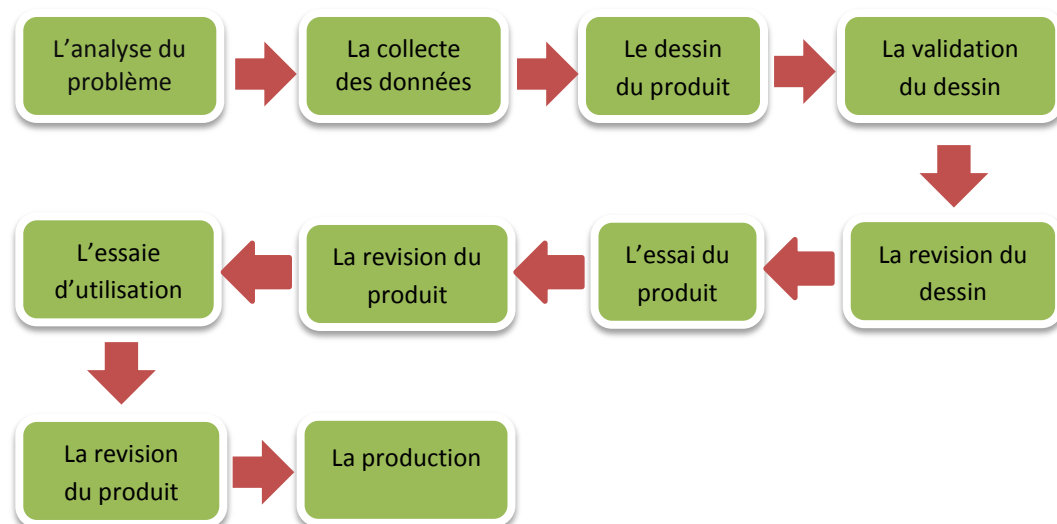 L’analyse du
problème
La collecte
des données
Le dessin
du produit
La validation
du dessin
La revision du
dessin
L’essai du
produit
La revision du
produit
L’essaie
d’utilisation
La revision
du produit
La production